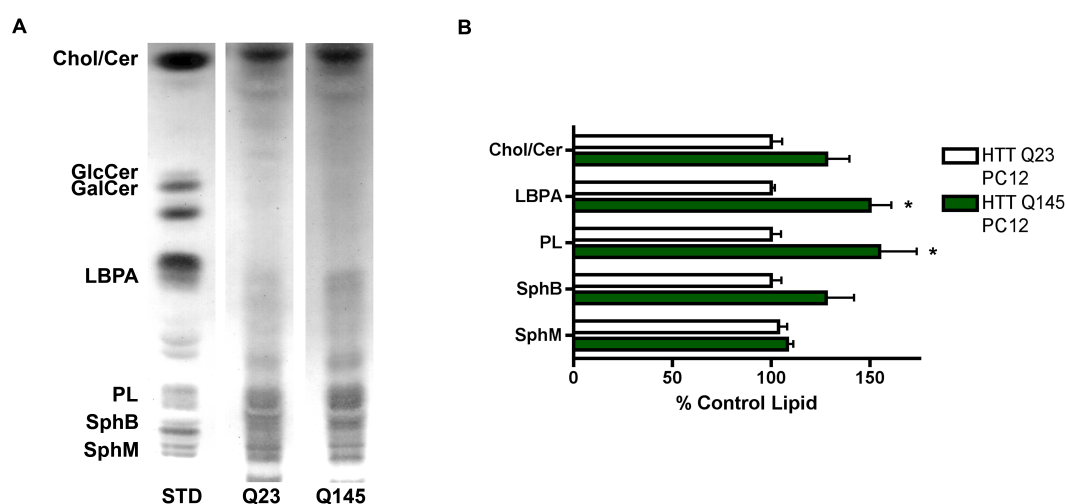 A
Chol/Cer
GlcCer
GalCer
LBPA
PL
SphB
SphM
STD Q23 Q145
B
Chol/Cer
LBPA
*
PL
*
SphB
SphM
0 50 100 150
% Control Lipid
HTT Q23
PC12
HTT Q145
PC12